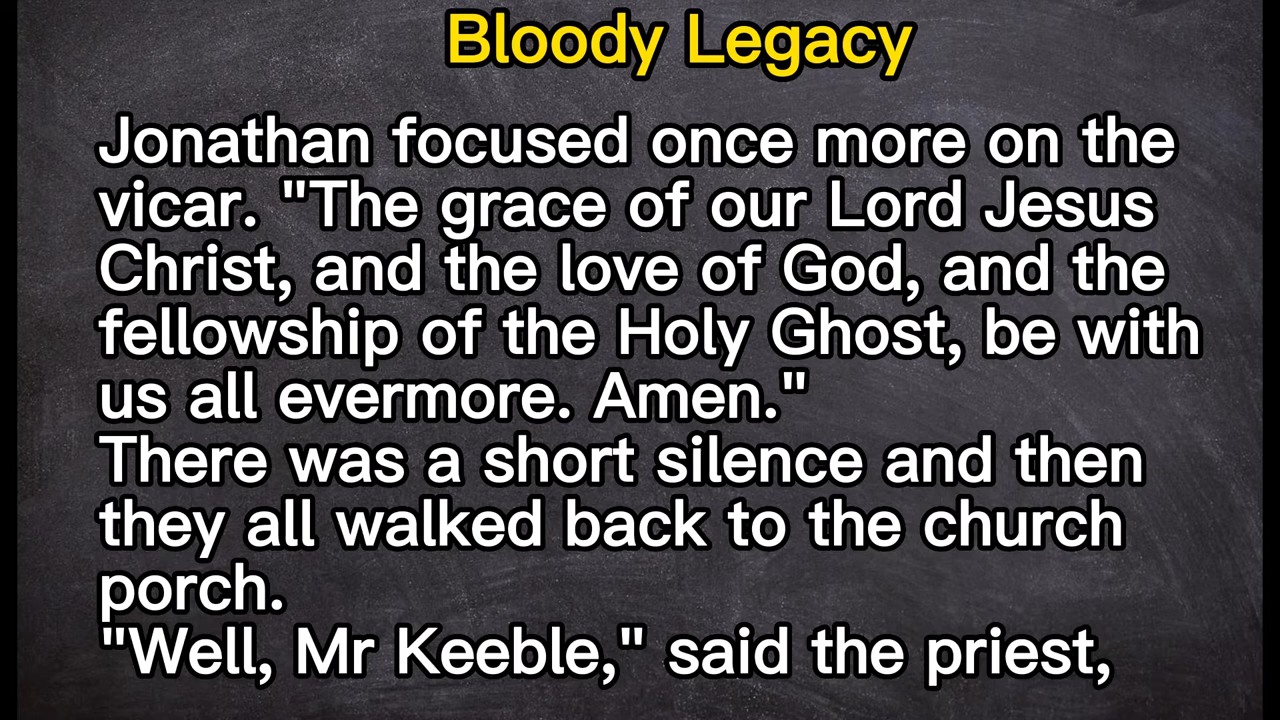 Bloody Legacy
Jonathan focused once more on the
vicar. "The grace of our Lord Jesus
Christ, and the love of God, and the
fellowship of the Holy Ghost, be with
us all evermore. Amen."
There was a short silence and then
they all walked back to the church
porch.
"Well, Mr Keeble," said the priest,